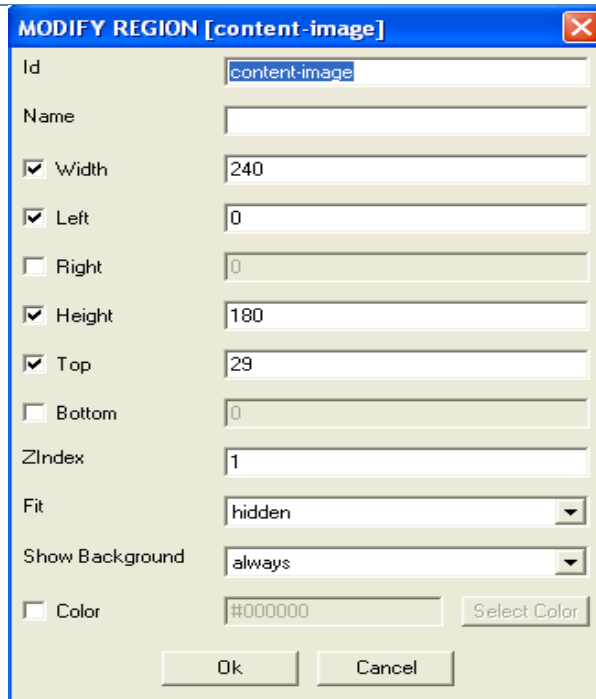 MODIFY REGION [content-image]
Id content-image
Name
Width 240
Left 0
Right 0
Height 180
Top 29
Bottom 0
ZIndex 1
Fit hidden
Show Background always
Color #000000 Select Color
Ok Cancel